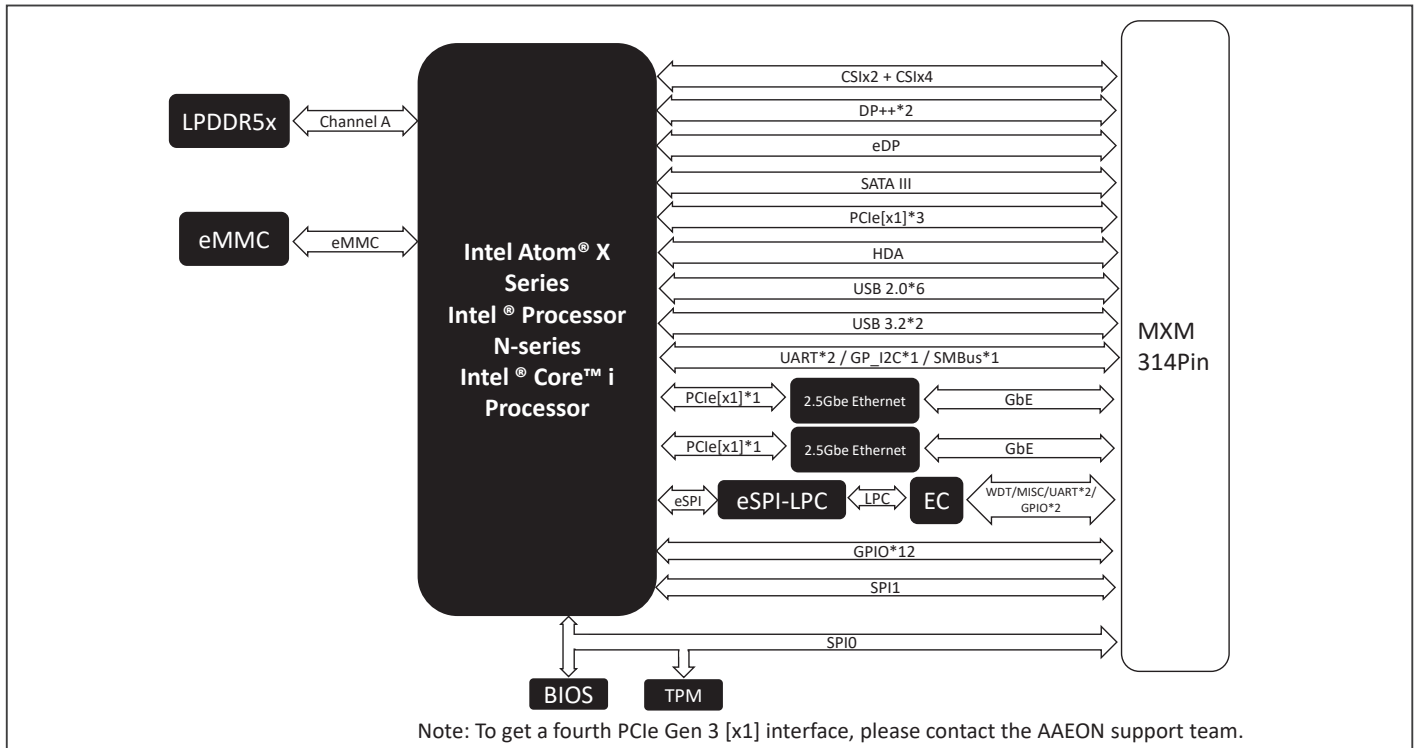 CSIx2 + CSIx4
LPDDR5x
Channel A
DP++*2
eDP
SATA III
PCIe[x1]*3
eMMC
eMMC
HDA
USB 2.0*6
USB 3.2*2
UART*2 / GP_I2C*1 / SMBus*1
Intel Atom® X
Series
Intel ® Processor
N-series
Intel ® Core™ i
Processor
MXM
314Pin
PCIe[x1]*1
2.5Gbe Ethernet
GbE
PCIe[x1]*1
2.5Gbe Ethernet
GbE
eSPI
eSPI-LPC
LPC
EC
WDT/MISC/UART*2/
GPIO*2
GPIO*12
SPI1
SPI0
BIOS
TPM
Note: To get a fourth PCIe Gen 3 [x1] interface, please contact the AAEON support team.